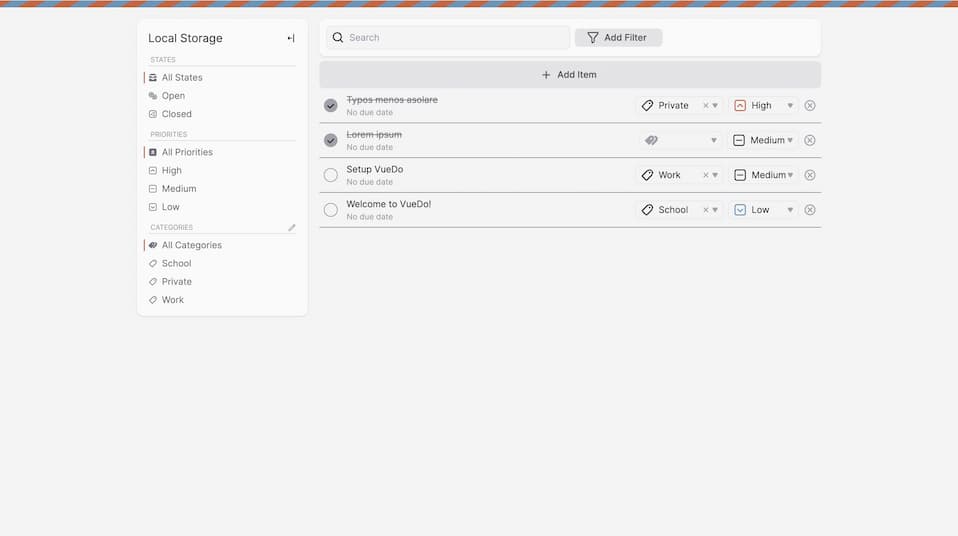 Local Storage
STATES
All States
Open
Closed
PRIORITIES
All Priorities
High
Medium
Low
CATEGORIES
All Categories
School
Private
Work
Search
Add Filter
Add Item
Typos menos asolare
No due date
Private
High
Lorem ipsum
No due date
Medium
Setup VueDo
No due date
Work
Medium
Welcome to VueDo!
No due date
School
Low